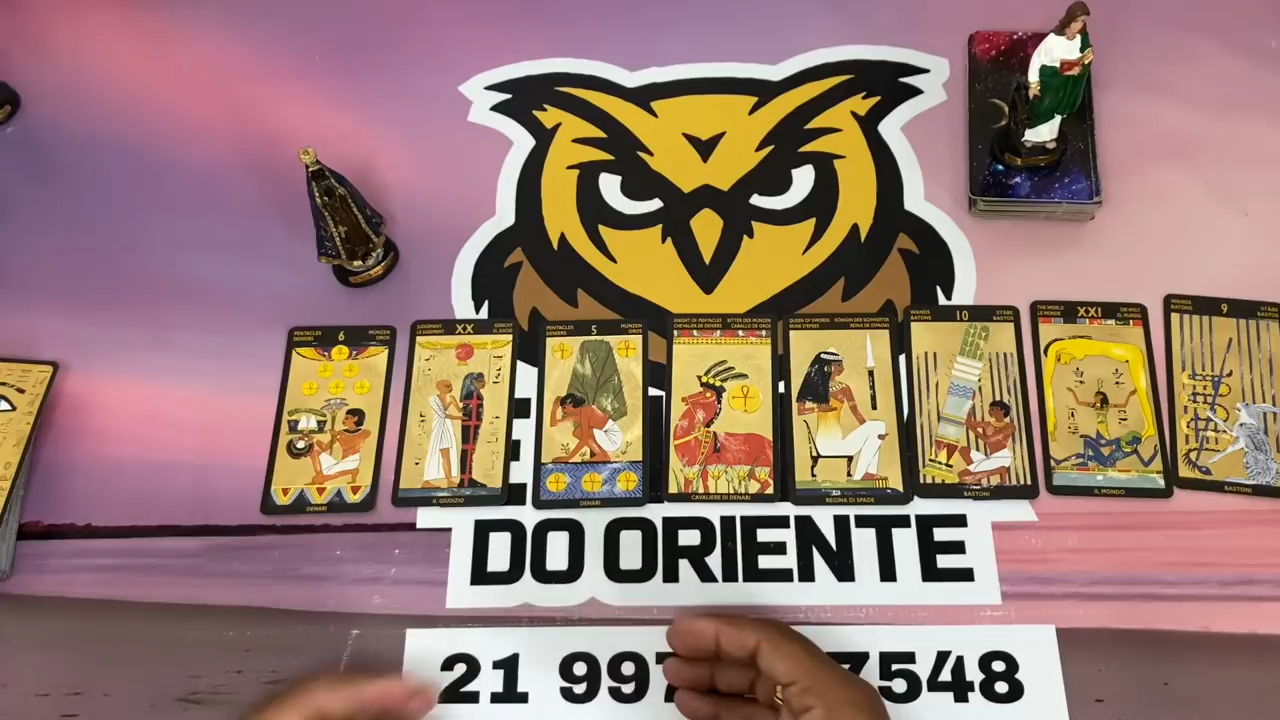 PENTACLES
DENIERS
6
MÜNZEN
OROS
DENARI
JUDGEMENT
LE JUGEMENT
XX
GERICHT
EL JUICIO
IL GIUDIZIO
PENTACLES
DENIERS
5
MÜNZEN
OROS
DENARI
KNIGHT OF PENTACLES
CHEVALIER DE DENIERS
RITTER DER MÜNZEN
CABALLO DE OROS
CAVALIERE DI DENARI
QUEEN OF SWORDS
REINE D'EPEES
KÖNIGIN DER SCHWERTER
REINA DE ESPADAS
REGINA DI SPADE
WANDS
BATONS
10
STÄBE
BASTOS
BASTONI
THE WORLD
LE MONDE
XXI
DIE WELT
EL MUNDO
IL MONDO
WANDS
BATONS
9
STÄBE
BASTOS
BASTONI
DO ORIENTE
21 997 7548